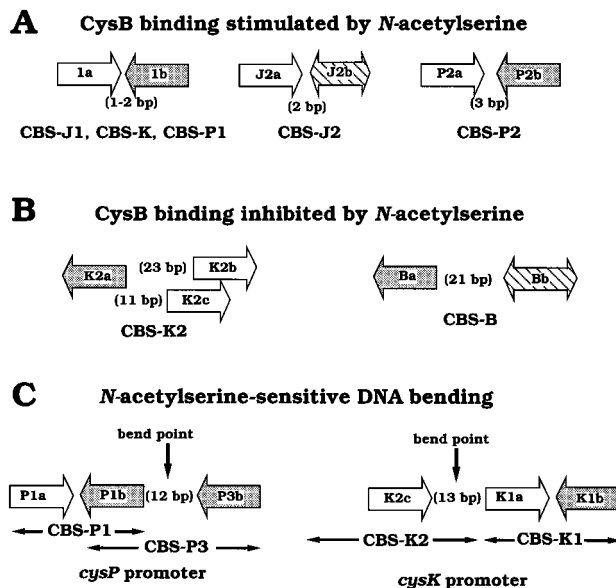 A CysB binding stimulated by N-acetylserine
1a 1b J2a J2b P2a P2b
(1-2 bp) (2 bp) (3 bp)
CBS-J1, CBS-K, CBS-P1 CBS-J2 CBS-P2
B CysB binding inhibited by N-acetylserine
K2a (23 bp) K2b Ba (21 bp) Bb
(11 bp) K2c
CBS-K2 CBS-B
C N-acetylserine-sensitive DNA bending
bend point bend point
P1a P1b (12 bp) P3b K2c (13 bp) K1a K1b
CBS-P1 CBS-K2 CBS-K1
CBS-P3
cysP promoter cysK promoter